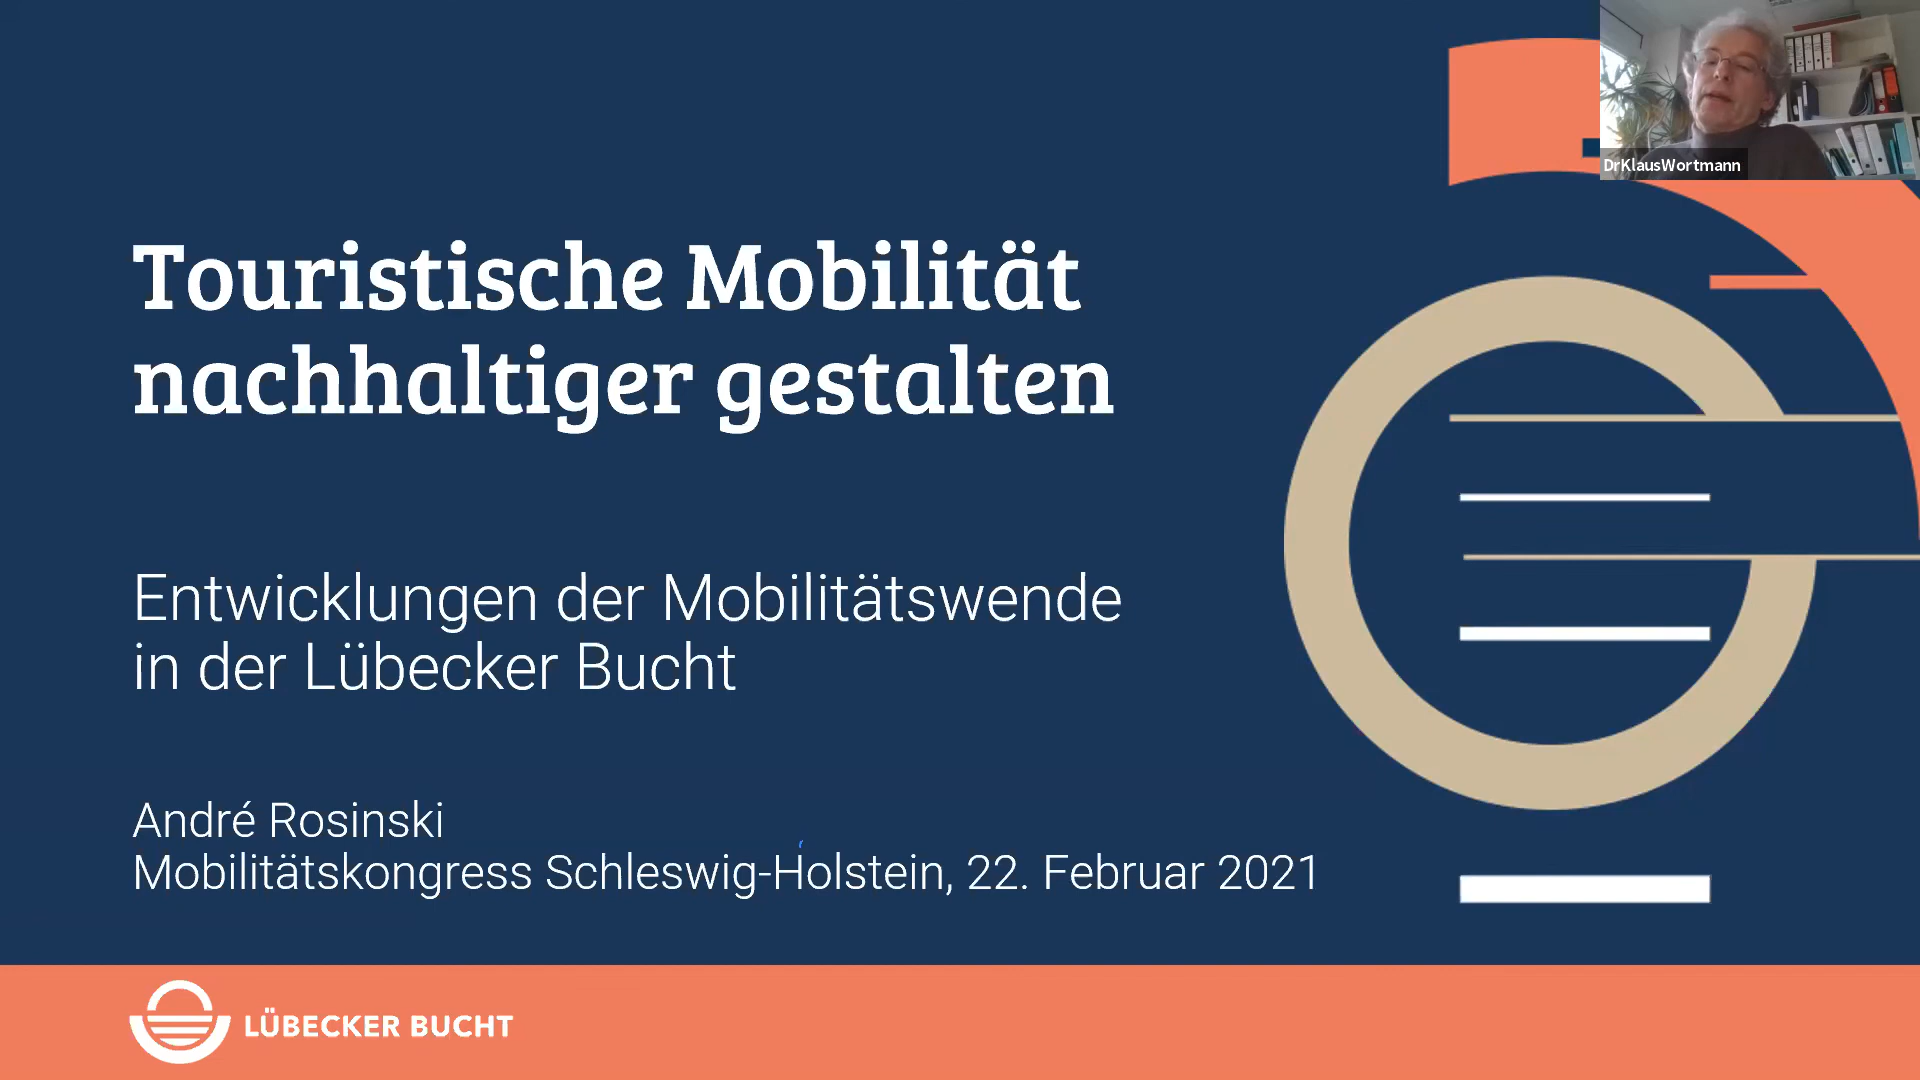 DrKlausWortmann
Touristische Mobilität
nachhaltiger gestalten
Entwicklungen der Mobilitätswende
in der Lübecker Bucht
André Rosinski
Mobilitätskongress Schleswig-Holstein, 22. Februar 2021
LÜBECKER BUCHT